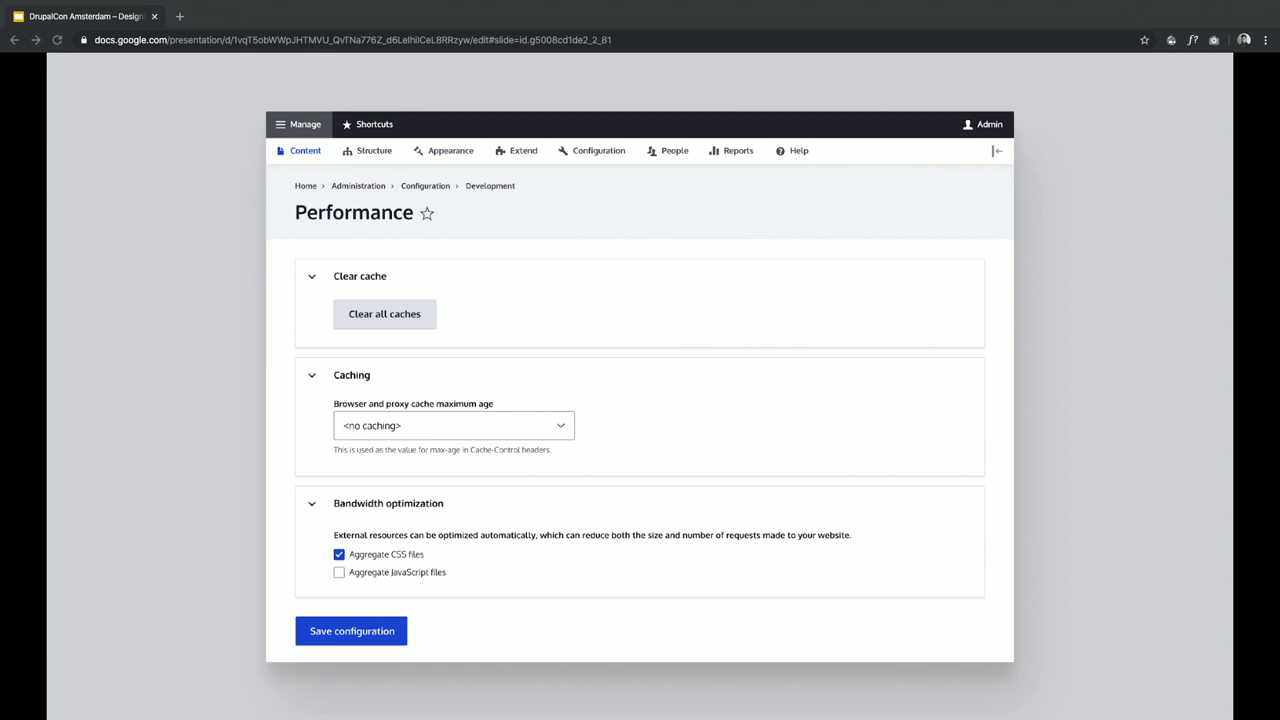 DrupalCon Amsterdam – Design
docs.google.com/presentation/d/1vqT5obWWpJHTMVU_QvTNa776Z_d6LelhiICeL8RRzyw/edit#slide=id.g5008cd1de2_2_81
Manage Shortcuts Admin
Content Structure Appearance Extend Configuration People Reports Help
Home › Administration › Configuration › Development
Performance
Clear cache
Clear all caches
Caching
Browser and proxy cache maximum age
<no caching>
This is used as the value for max-age in Cache-Control headers.
Bandwidth optimization
External resources can be optimized automatically, which can reduce both the size and number of requests made to your website.
Aggregate CSS files
Aggregate JavaScript files
Save configuration